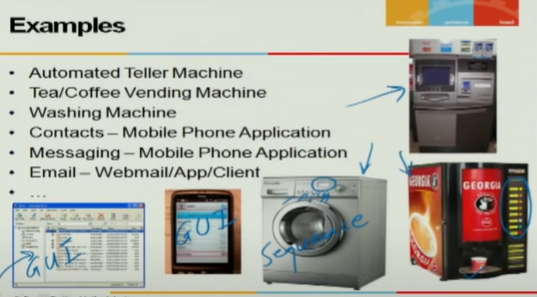 Examples
• Automated Teller Machine
• Tea/Coffee Vending Machine
• Washing Machine
• Contacts – Mobile Phone Application
• Messaging – Mobile Phone Application
• Email – Webmail/App/Client
• ...
GEORGIA
GEORGIA
GUI
GUI
Sequence